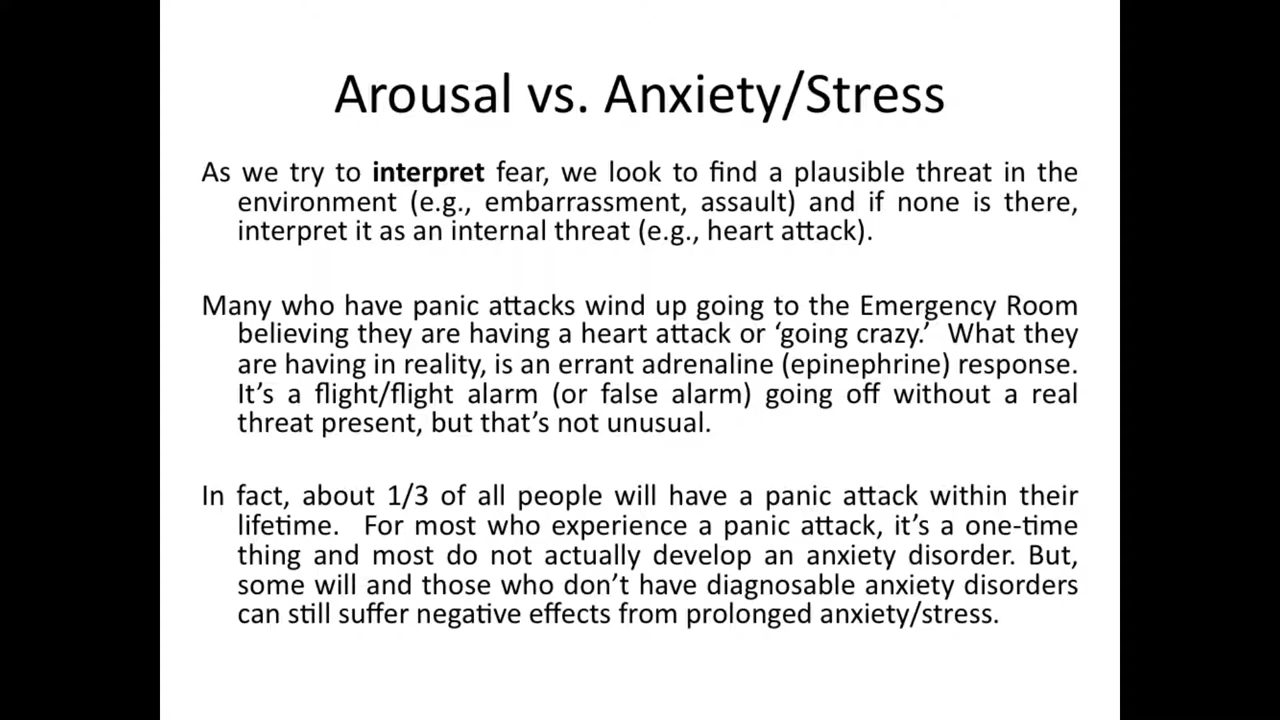 Arousal vs. Anxiety/Stress
As we try to interpret fear, we look to find a plausible threat in the
environment (e.g., embarrassment, assault) and if none is there,
interpret it as an internal threat (e.g., heart attack).
Many who have panic attacks wind up going to the Emergency Room
believing they are having a heart attack or ‘going crazy.’ What they
are having in reality, is an errant adrenaline (epinephrine) response.
It’s a flight/flight alarm (or false alarm) going off without a real
threat present, but that’s not unusual.
In fact, about 1/3 of all people will have a panic attack within their
lifetime. For most who experience a panic attack, it’s a one-time
thing and most do not actually develop an anxiety disorder. But,
some will and those who don’t have diagnosable anxiety disorders
can still suffer negative effects from prolonged anxiety/stress.